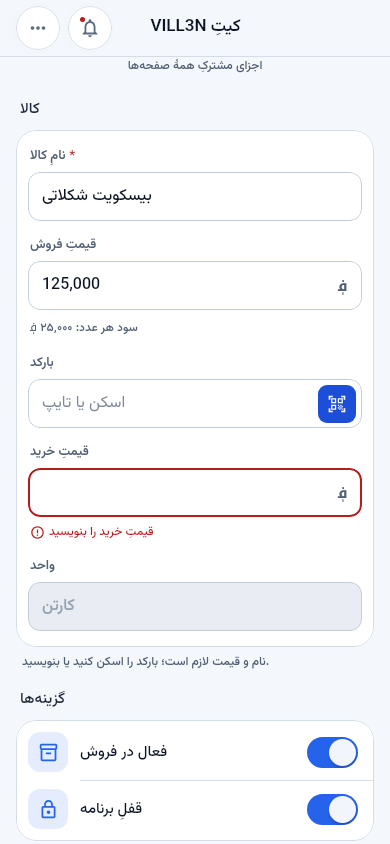 کیتِ VILL3N
اجزای مشترکِ همهٔ صفحه‌ها
کالا
نامِ کالا *
بیسکویت شکلاتی
قیمتِ فروش
125,000 ؋
سود هر عدد: ۲۵,۰۰۰ ؋
بارکد
اسکن یا تایپ
قیمتِ خرید
؋
قیمتِ خرید را بنویسید
واحد
کارتن
نام و قیمت لازم است؛ بارکد را اسکن کنید یا بنویسید.
گزینه‌ها
فعال در فروش
قفلِ برنامه